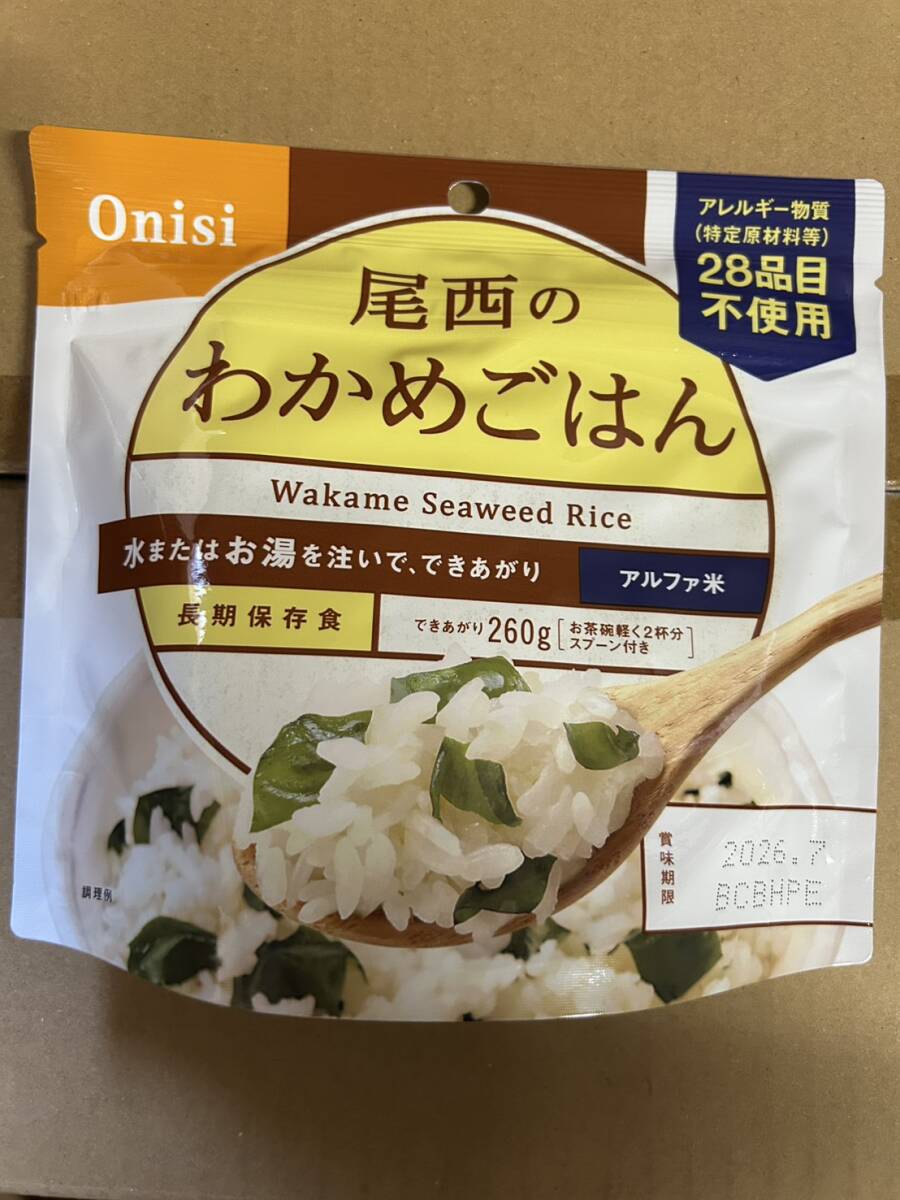 Onisi
アレルギー物質
（特定原材料等）
28品目
不使用
尾西の
わかめごはん
Wakame Seaweed Rice
水またはお湯を注いで、できあがり
アルファ米
長期保存食
できあがり260g［お茶碗軽く2杯分
スプーン付き］
賞味期限
2026.7
BCBHPE
調理例